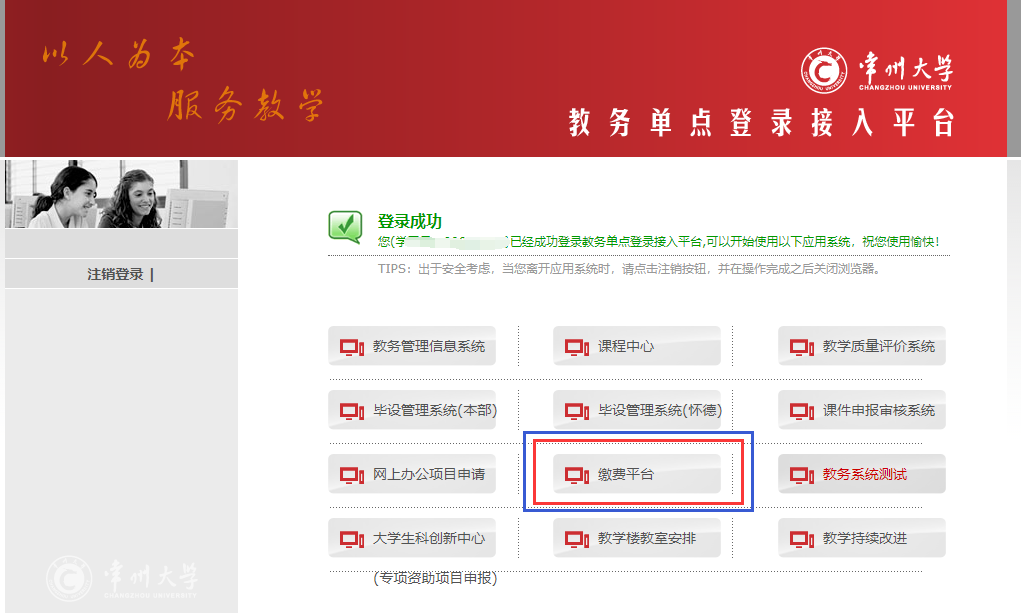 以人为本
服务教学
常州大学
CHANGZHOU UNIVERSITY
教务单点登录接入平台
注销登录 |
登录成功
您(学 )已经成功登录教务单点登录接入平台,可以开始使用以下应用系统，祝您使用愉快!
TIPS：出于安全考虑，当您离开应用系统时，请点击注销按钮，并在操作完成之后关闭浏览器。
教务管理信息系统
课程中心
教学质量评价系统
毕设管理系统(本部)
毕设管理系统(怀德)
课件申报审核系统
网上办公项目申请
缴费平台
教务系统测试
大学生科创新中心
教学楼教室安排
教学持续改进
(专项资助项目申报)
常州大学
CHANGZHOU UNIVERSITY